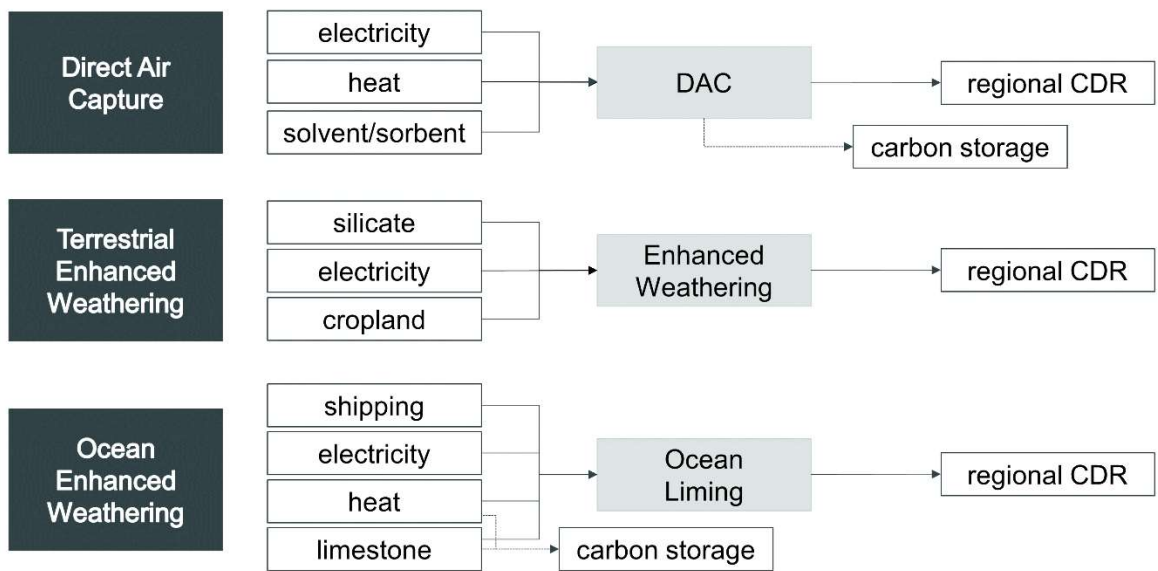 Direct Air
Capture
electricity
heat
solvent/sorbent
DAC
regional CDR
carbon storage
Terrestrial
Enhanced
Weathering
silicate
electricity
cropland
Enhanced
Weathering
regional CDR
Ocean
Enhanced
Weathering
shipping
electricity
heat
limestone
Ocean
Liming
regional CDR
carbon storage